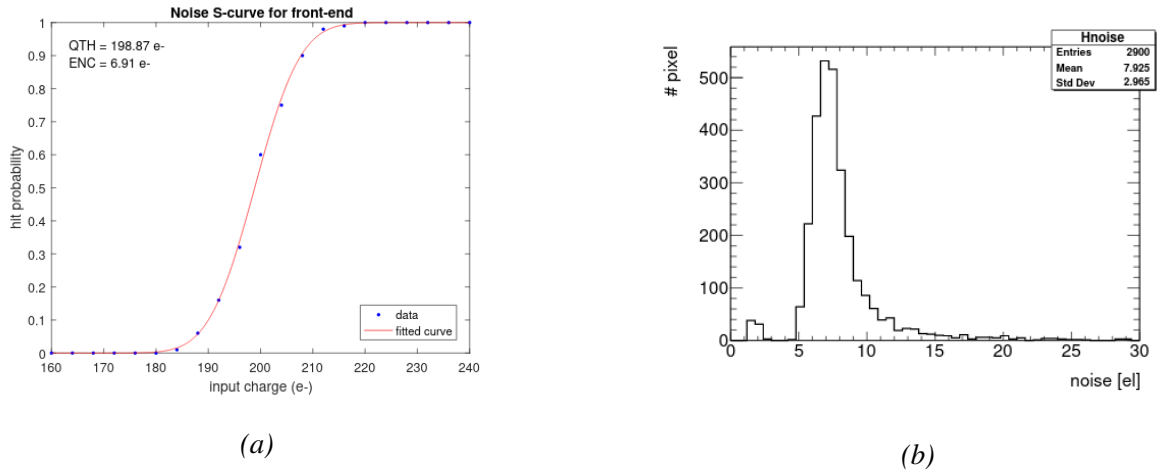 Noise S-curve for front-end
QTH = 198.87 e-
ENC = 6.91 e-
1
0.9
0.8
0.7
0.6
0.5
0.4
0.3
0.2
0.1
0
hit probability
160 170 180 190 200 210 220 230 240
input charge (e-)
data
fitted curve
(a)
Hnoise
Entries 2900
Mean 7.925
Std Dev 2.965
# pixel
500
400
300
200
100
0
0 5 10 15 20 25 30
noise [el]
(b)